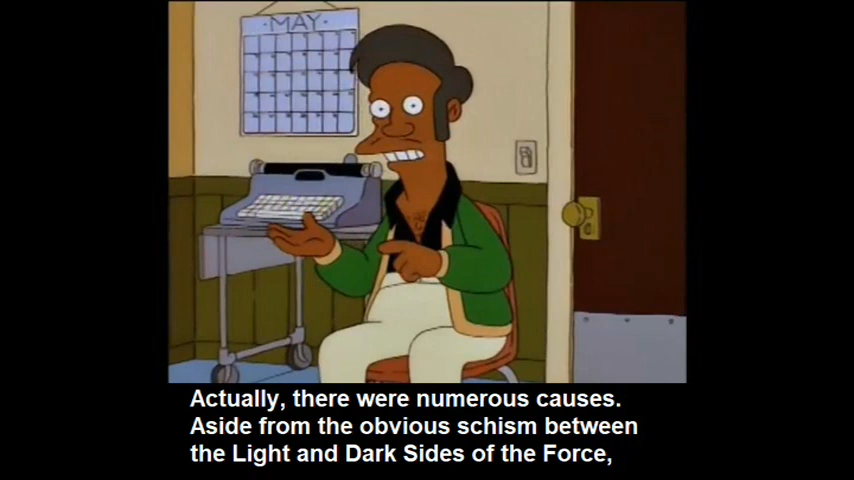 MAY
Actually, there were numerous causes.
Aside from the obvious schism between
the Light and Dark Sides of the Force,